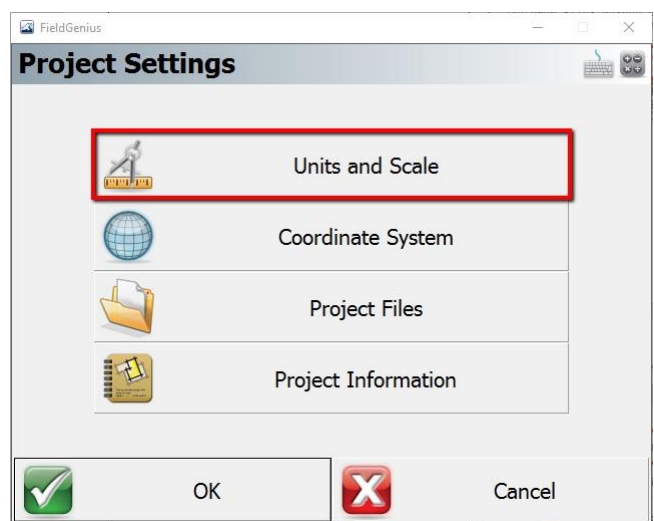 FieldGenius
Project Settings
Units and Scale
Coordinate System
Project Files
Project Information
OK Cancel